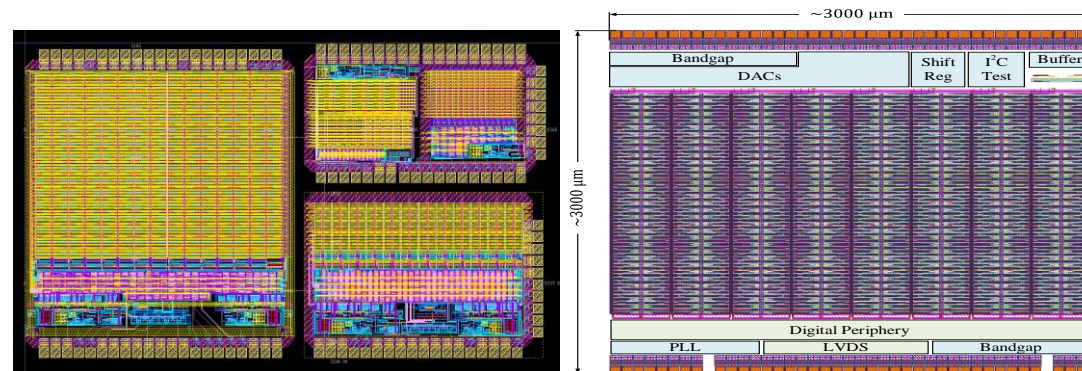 ~3000 μm
Bandgap
DACs
Shift
Reg
I²C
Test
Buffer
~3000 μm
Digital Periphery
PLL
LVDS
Bandgap